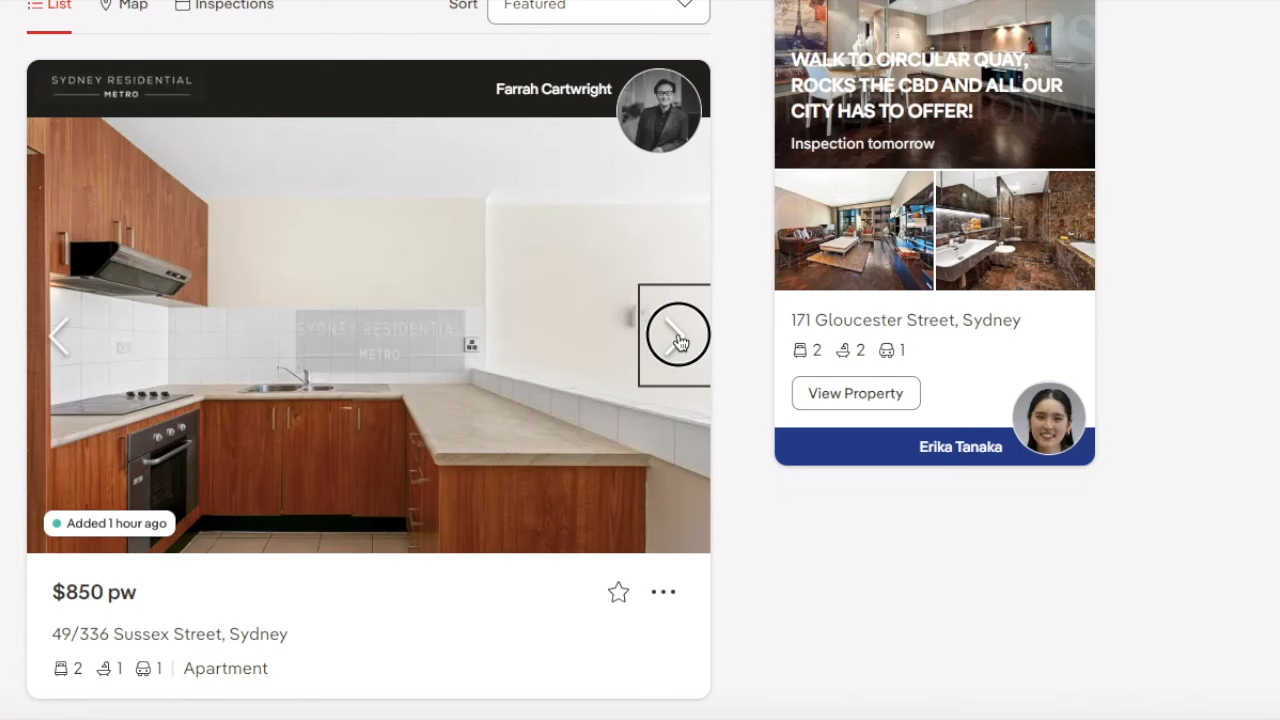 List
Map
Inspections
Sort
Featured
SYDNEY RESIDENTIAL
METRO
Farrah Cartwright
SYDNEY RESIDENTIAL
METRO
Added 1 hour ago
$850 pw
49/336 Sussex Street, Sydney
2 1 1 | Apartment
WALK TO CIRCULAR QUAY,
ROCKS THE CBD AND ALL OUR
CITY HAS TO OFFER!
Inspection tomorrow
171 Gloucester Street, Sydney
2 2 1
View Property
Erika Tanaka